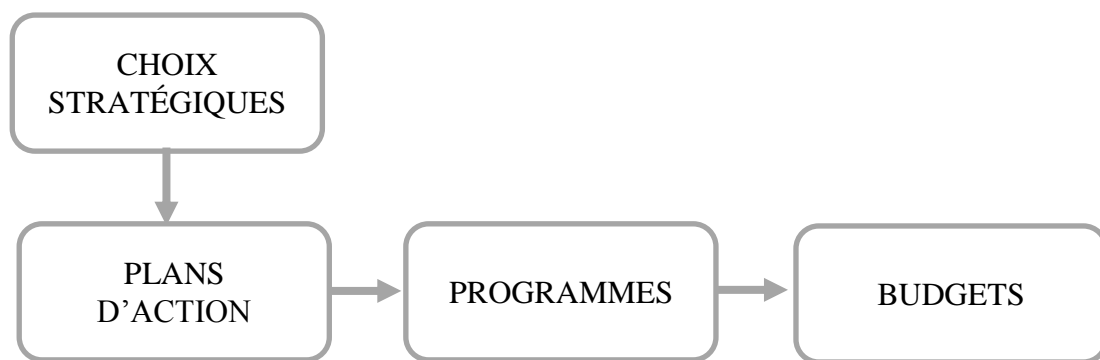 CHOIX
STRATÉGIQUES
PLANS
D’ACTION
PROGRAMMES
BUDGETS